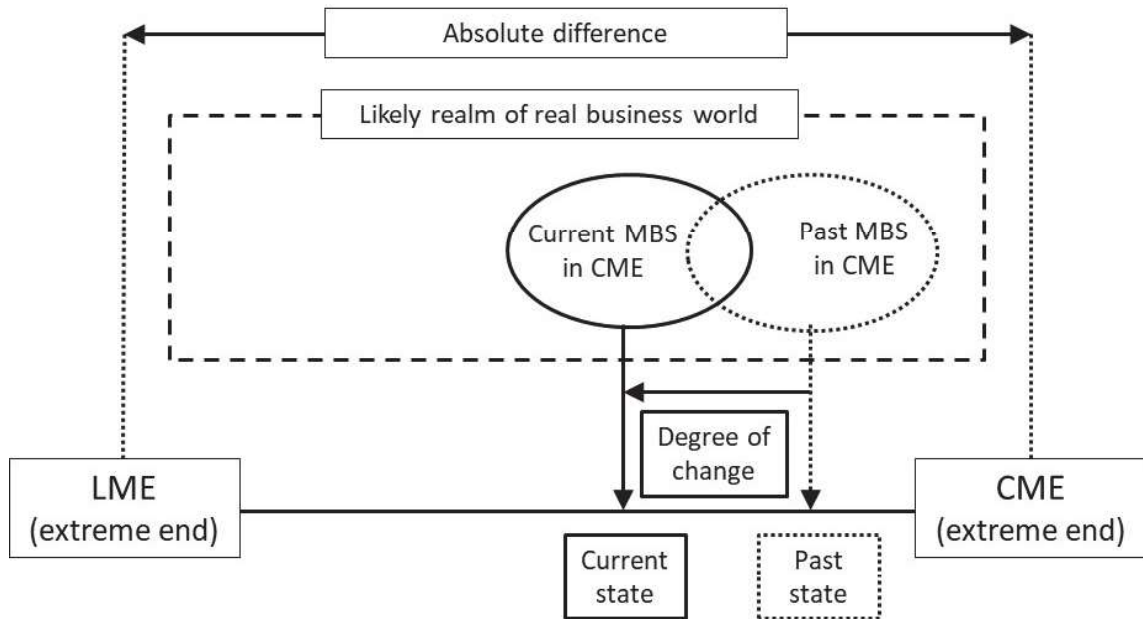 Absolute difference
Likely realm of real business world
Current MBS
in CME
Past MBS
in CME
Degree of
change
LME
(extreme end)
CME
(extreme end)
Current
state
Past
state